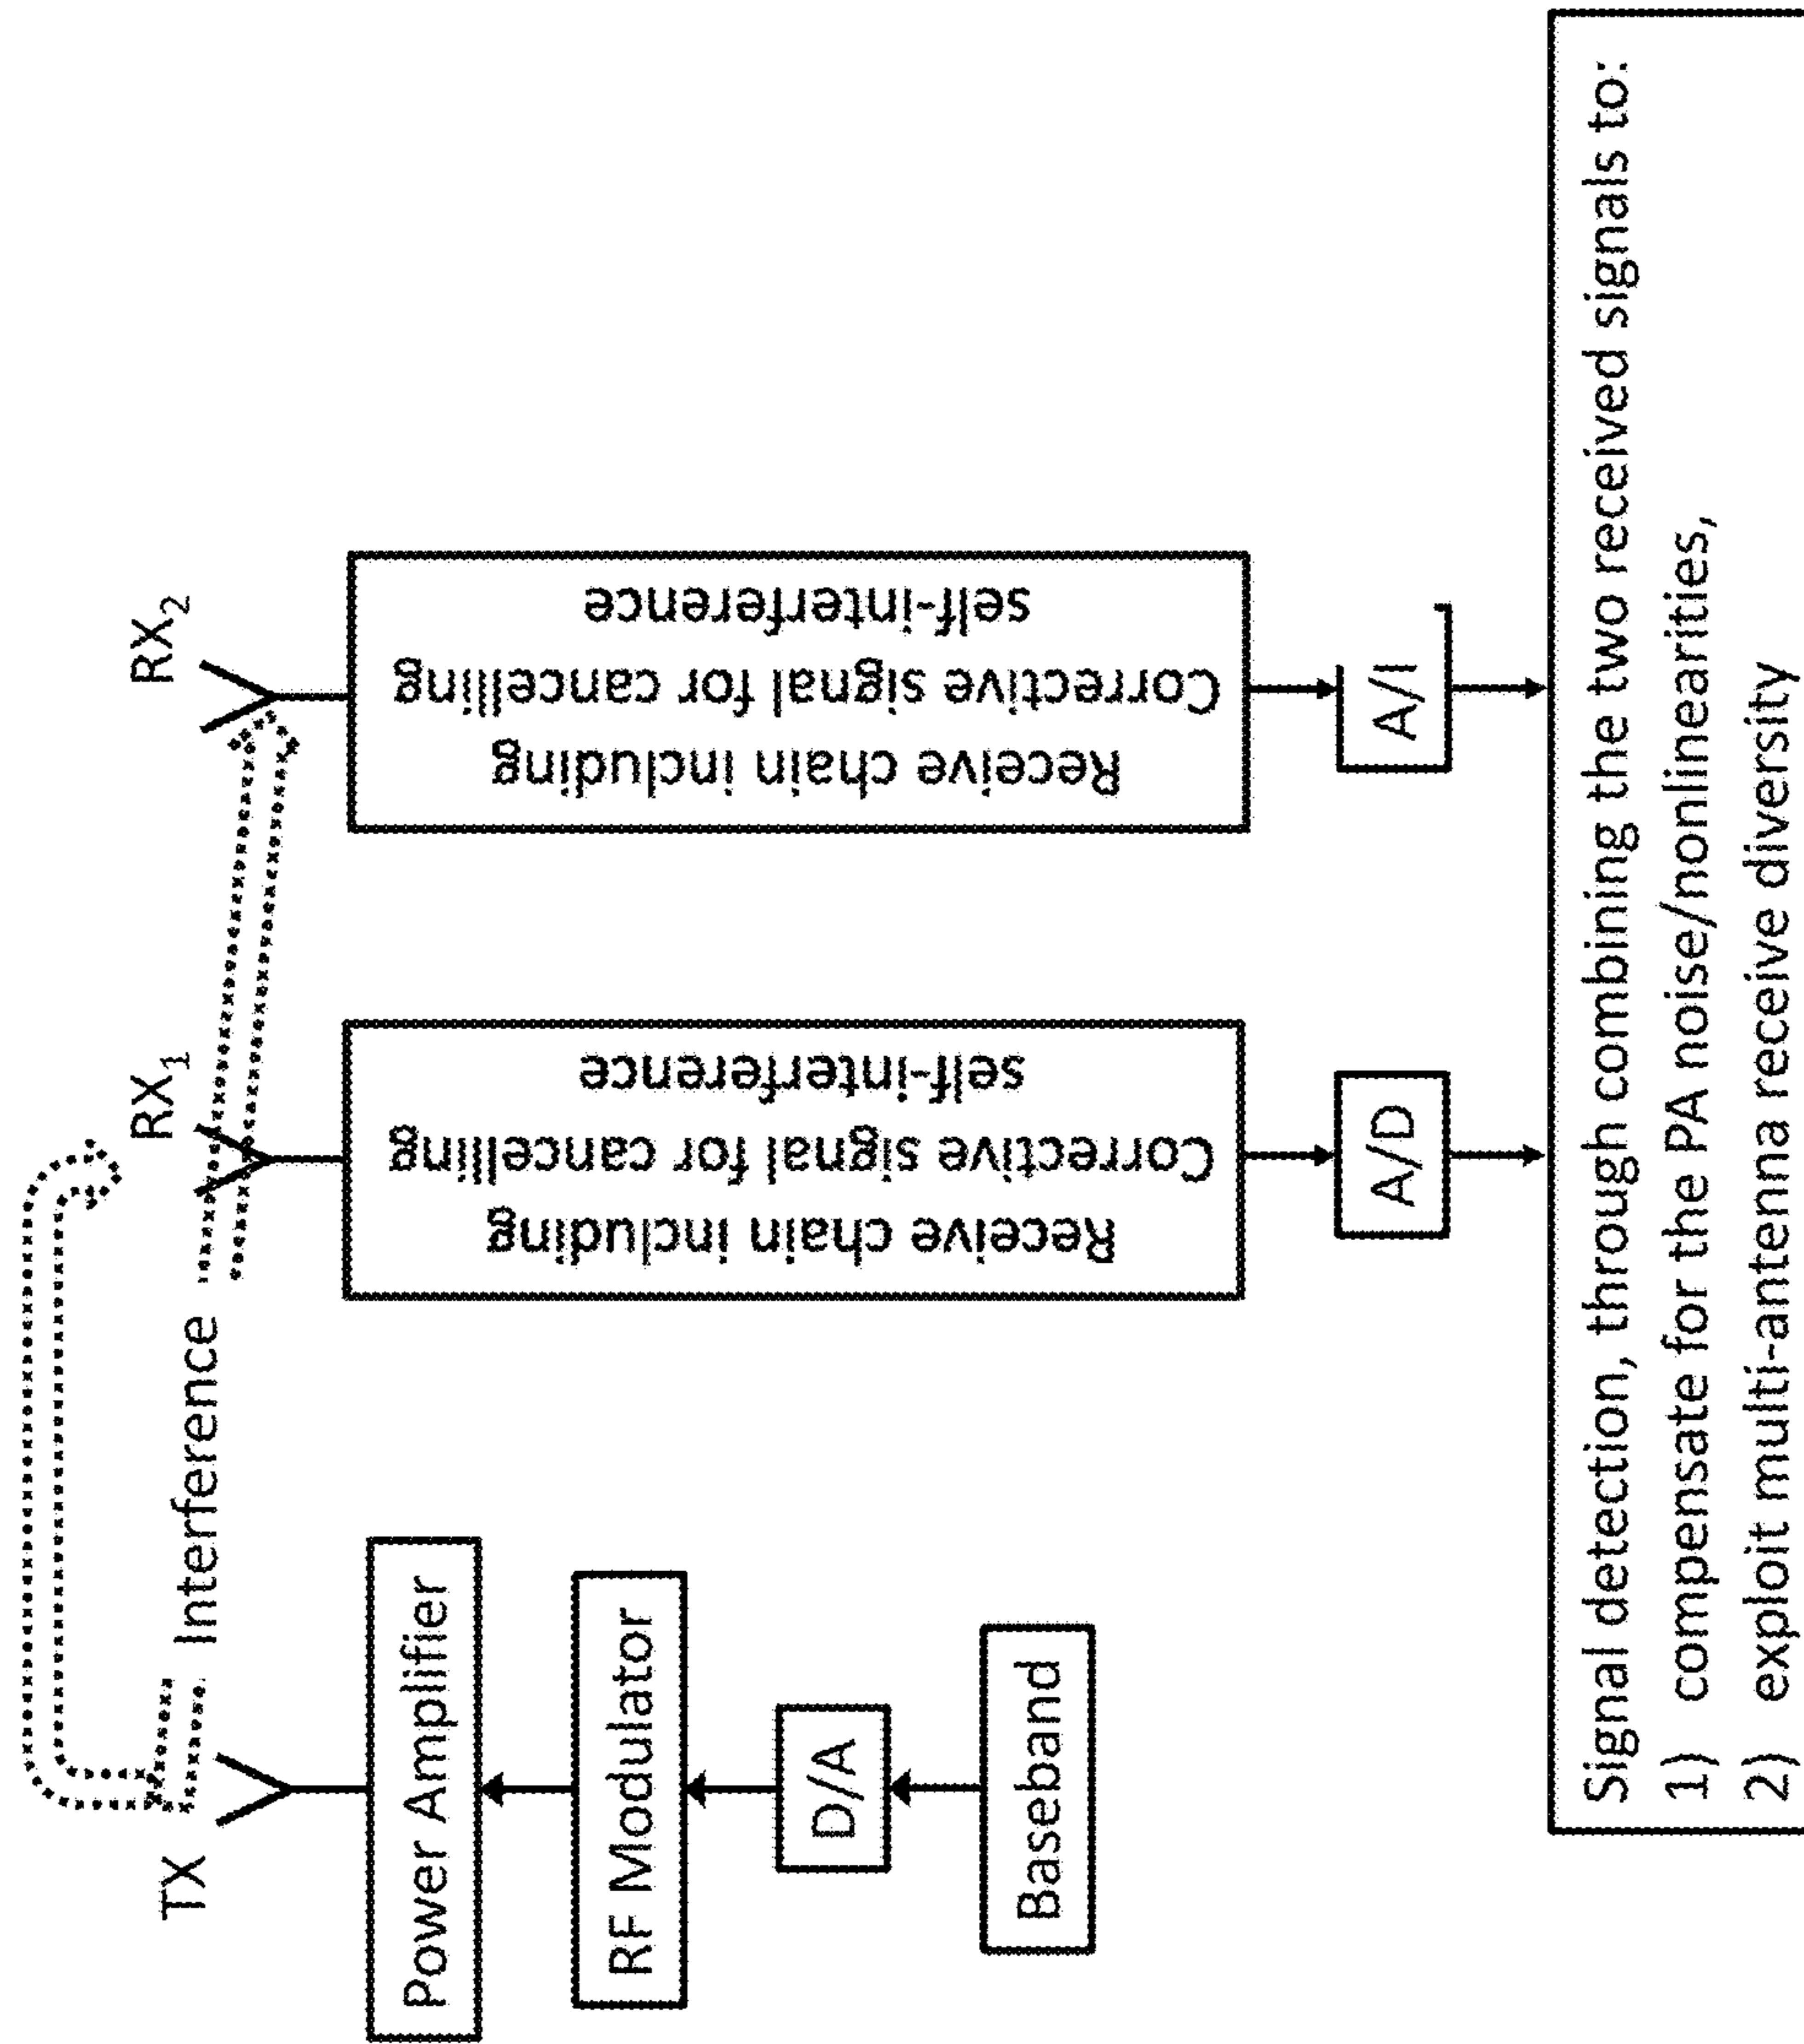 TX
Interference
RX1
RX2
Power Amplifier
RF Modulator
D/A
Baseband
Receive chain including
Corrective signal for cancelling
self-interference
A/D
Receive chain including
Corrective signal for cancelling
self-interference
A/I
Signal detection, through combining the two received signals to:
1) compensate for the PA noise/nonlinearities,
2) exploit multi-antenna receive diversity